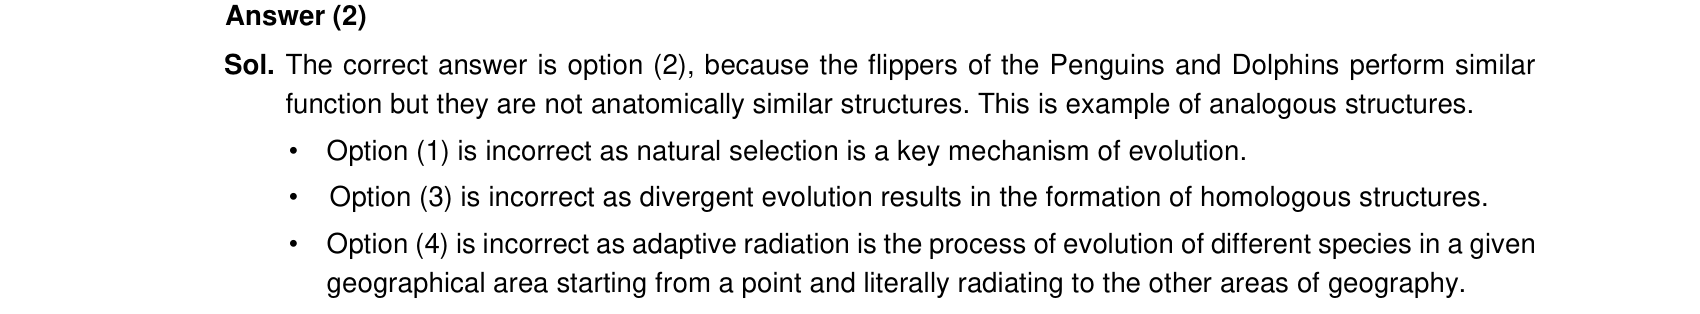 Answer (2)
Sol. The correct answer is option (2), because the flippers of the Penguins and Dolphins perform similar
function but they are not anatomically similar structures. This is example of analogous structures.
• Option (1) is incorrect as natural selection is a key mechanism of evolution.
• Option (3) is incorrect as divergent evolution results in the formation of homologous structures.
• Option (4) is incorrect as adaptive radiation is the process of evolution of different species in a given
geographical area starting from a point and literally radiating to the other areas of geography.